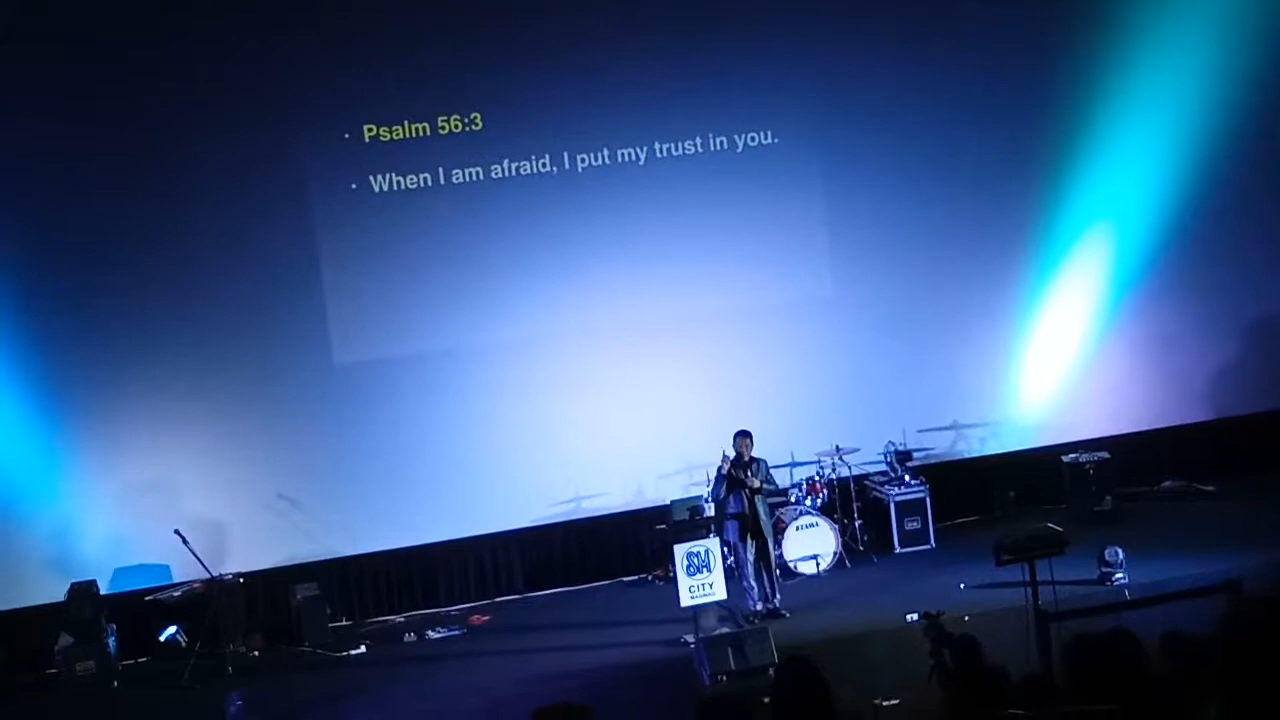 · Psalm 56:3
· When I am afraid, I put my trust in you.
TAMA
SM
CITY